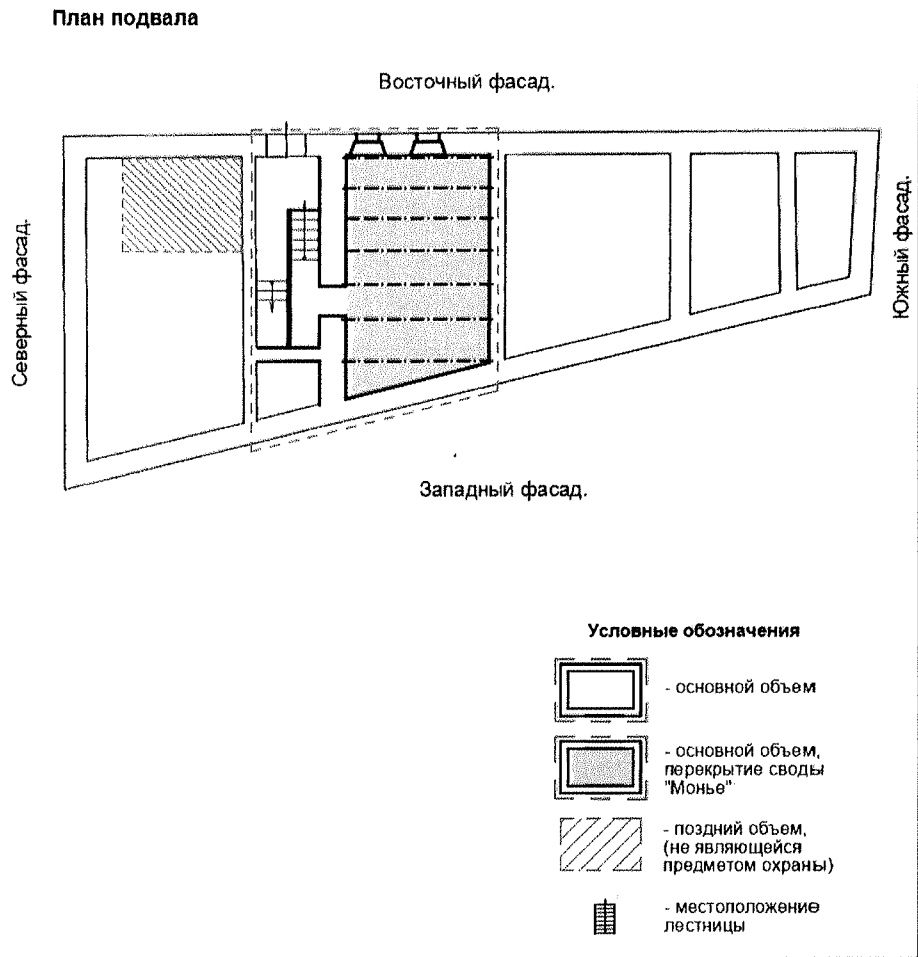 План подвала
Восточный фасад.
Северный фасад.
Южный фасад.
Западный фасад.
Условные обозначения
- основной объем
- основной объем,
перекрытие своды
"Монье"
- поздний объем,
(не являющейся
предметом охраны)
- местоположение
лестницы